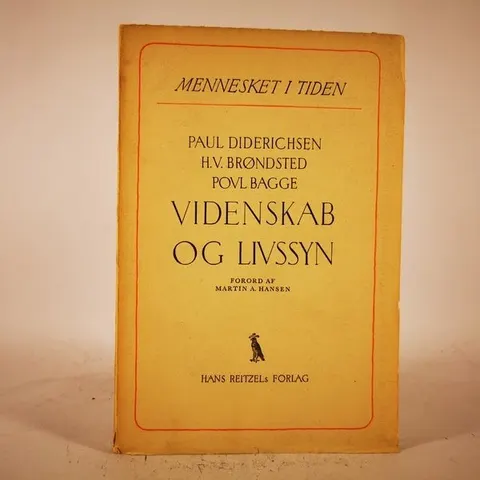 MENNESKET I TIDEN
PAUL DIDERICHSEN
H.V. BRØNDSTED
POVL BAGGE
VIDENSKAB
OG LIVSSYN
FORORD AF
MARTIN A. HANSEN
HANS REITZELs FORLAG